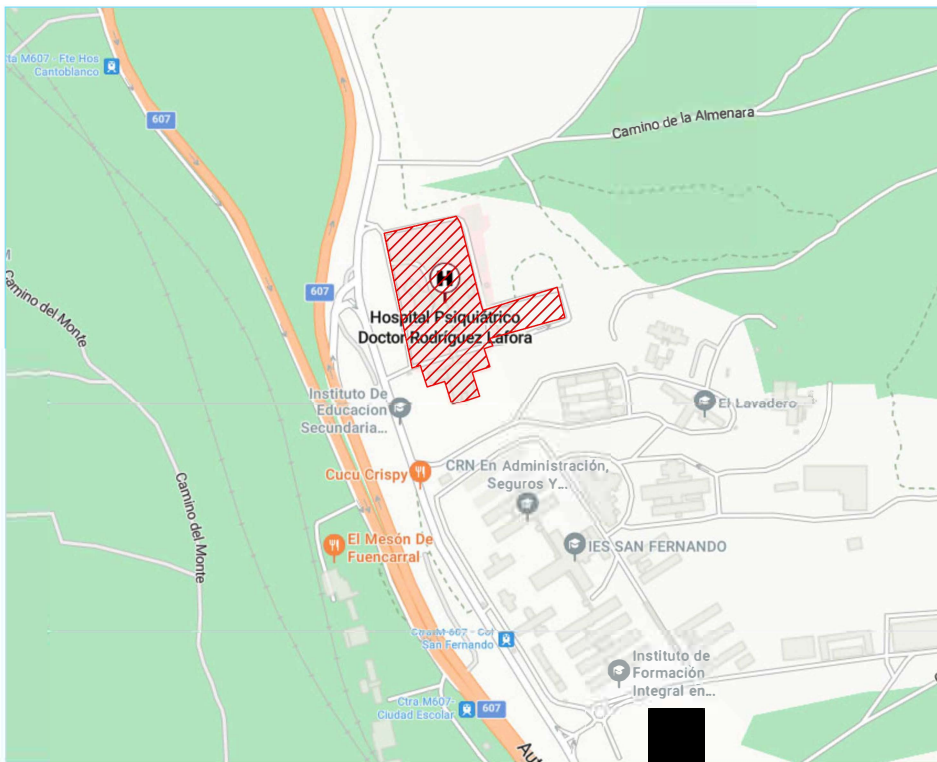 ta M607 - Fte Hos
Cantoblanco
607
Camino de la Almenara
Camino del Monte
607
H
Hospital Psiquiátrico
Doctor Rodríguez Lafora
Instituto De
Educacion
Secundaria...
El Lavadero
Cucu Crispy
CRN En Administración,
Seguros Y...
Camino del Monte
El Mesón De
Fuencarral
IES SAN FERNANDO
Ctra M-607 - Col
San Fernando
Instituto de
Formación
Integral en...
Ctra M607-
Ciudad Escolar
607
Aut